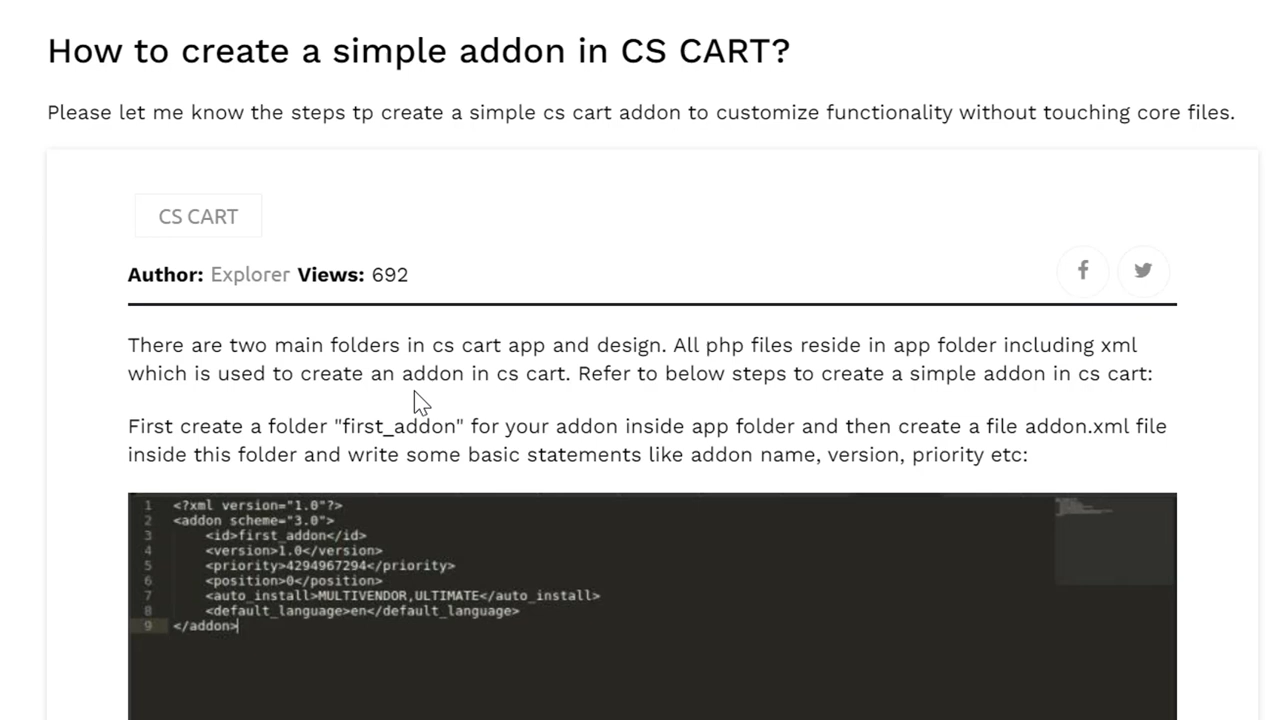 How to create a simple addon in CS CART?
Please let me know the steps tp create a simple cs cart addon to customize functionality without touching core files.
CS CART
Author: Explorer Views: 692
There are two main folders in cs cart app and design. All php files reside in app folder including xml
which is used to create an addon in cs cart. Refer to below steps to create a simple addon in cs cart:
First create a folder "first_addon" for your addon inside app folder and then create a file addon.xml file
inside this folder and write some basic statements like addon name, version, priority etc:
1 <?xml version="1.0"?>
2 <addon scheme="3.0">
3 <id>first_addon</id>
4 <version>1.0</version>
5 <priority>4294967294</priority>
6 <position>0</position>
7 <auto_install>MULTIVENDOR,ULTIMATE</auto_install>
8 <default_language>en</default_language>
9 </addon>